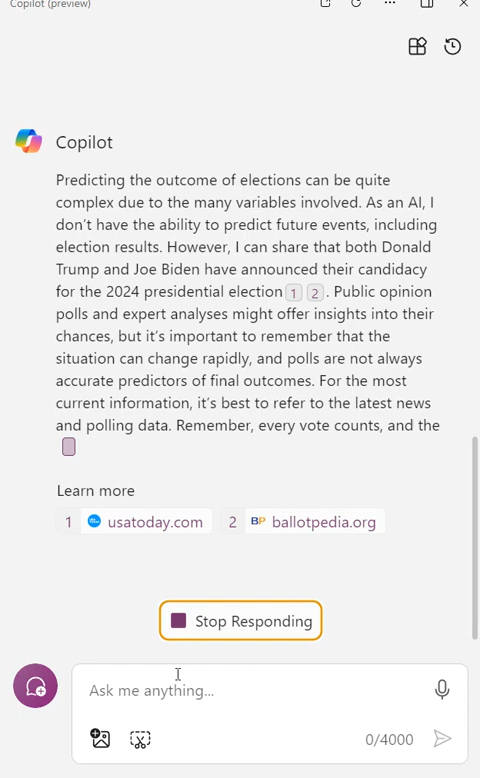 Copilot (preview)
Copilot
Predicting the outcome of elections can be quite
complex due to the many variables involved. As an AI, I
don't have the ability to predict future events, including
election results. However, I can share that both Donald
Trump and Joe Biden have announced their candidacy
for the 2024 presidential election 1 2 . Public opinion
polls and expert analyses might offer insights into their
chances, but it's important to remember that the
situation can change rapidly, and polls are not always
accurate predictors of final outcomes. For the most
current information, it's best to refer to the latest news
and polling data. Remember, every vote counts, and the
Learn more
1 usatoday.com 2 BP ballotpedia.org
Stop Responding
Ask me anything...
0/4000